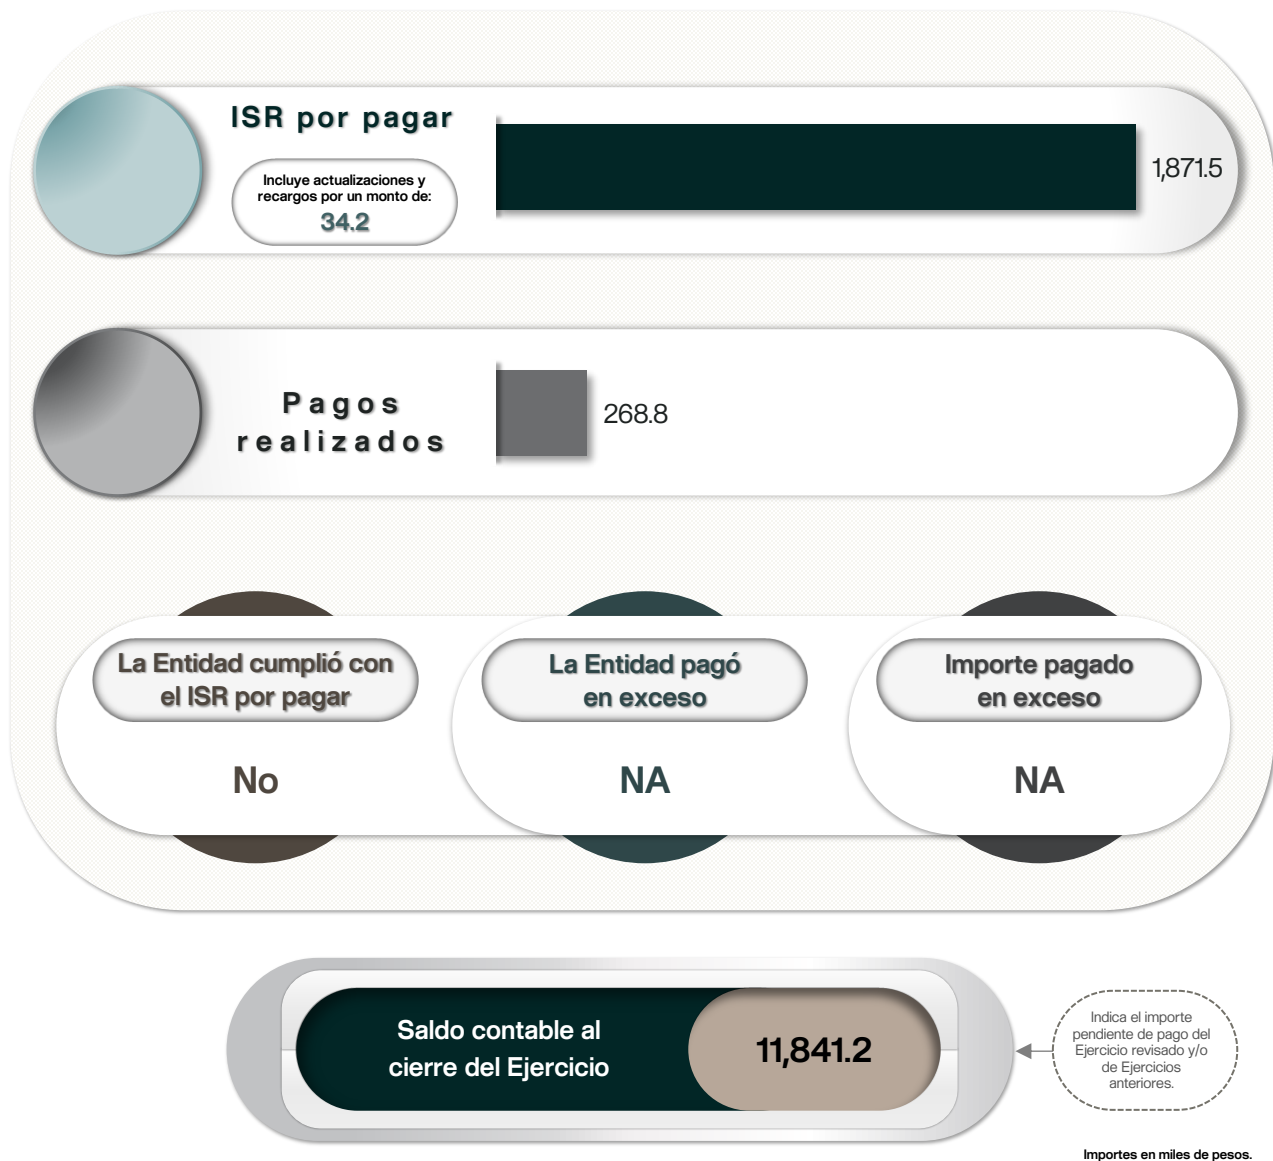 ISR por pagar
Incluye actualizaciones y
recargos por un monto de:
34.2
1,871.5
Pagos
realizados
268.8
La Entidad cumplió con
el ISR por pagar
No
La Entidad pagó
en exceso
NA
Importe pagado
en exceso
NA
Saldo contable al
cierre del Ejercicio
11,841.2
Indica el importe
pendiente de pago del
Ejercicio revisado y/o
de Ejercicios
anteriores.
Importes en miles de pesos.